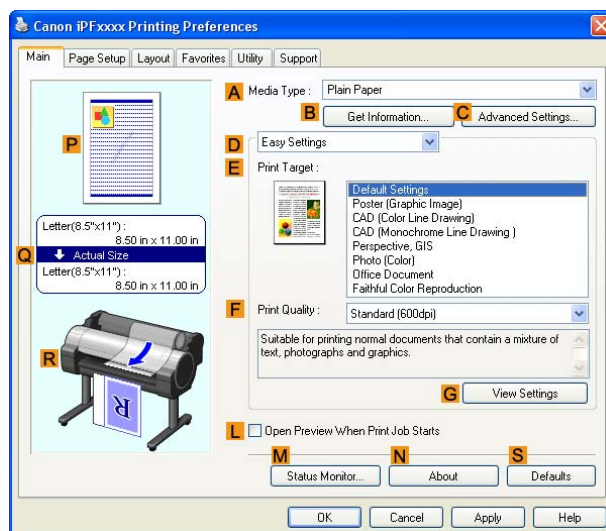 Canon iPFxxxx Printing Preferences
Main Page Setup Layout Favorites Utility Support
A Media Type : Plain Paper
B Get Information... C Advanced Settings...
D Easy Settings
E Print Target :
Default Settings
Poster (Graphic Image)
CAD (Color Line Drawing)
CAD (Monochrome Line Drawing )
Perspective, GIS
Photo (Color)
Office Document
Faithful Color Reproduction
F Print Quality : Standard (600dpi)
Suitable for printing normal documents that contain a mixture of
text, photographs and graphics.
G View Settings
P
Letter(8.5"x11") :
8.50 in x 11.00 in
Q Actual Size
Letter(8.5"x11") :
8.50 in x 11.00 in
R
R
L Open Preview When Print Job Starts
M N S
Status Monitor... About Defaults
OK Cancel Apply Help